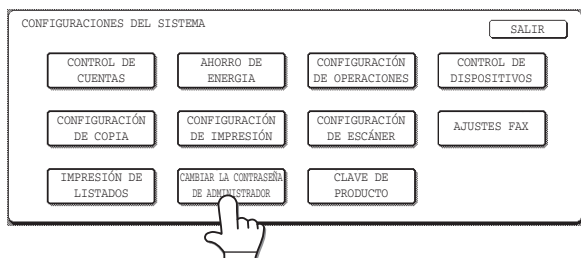 CONFIGURACIONES DEL SISTEMA
SALIR
CONTROL DE
CUENTAS
AHORRO DE
ENERGIA
CONFIGURACIÓN
DE OPERACIONES
CONTROL DE
DISPOSITIVOS
CONFIGURACIÓN
DE COPIA
CONFIGURACIÓN
DE IMPRESIÓN
CONFIGURACIÓN
DE ESCÁNER
AJUSTES FAX
IMPRESIÓN DE
LISTADOS
CAMBIAR LA CONTRASEÑA
DE ADMINISTRADOR
CLAVE DE
PRODUCTO